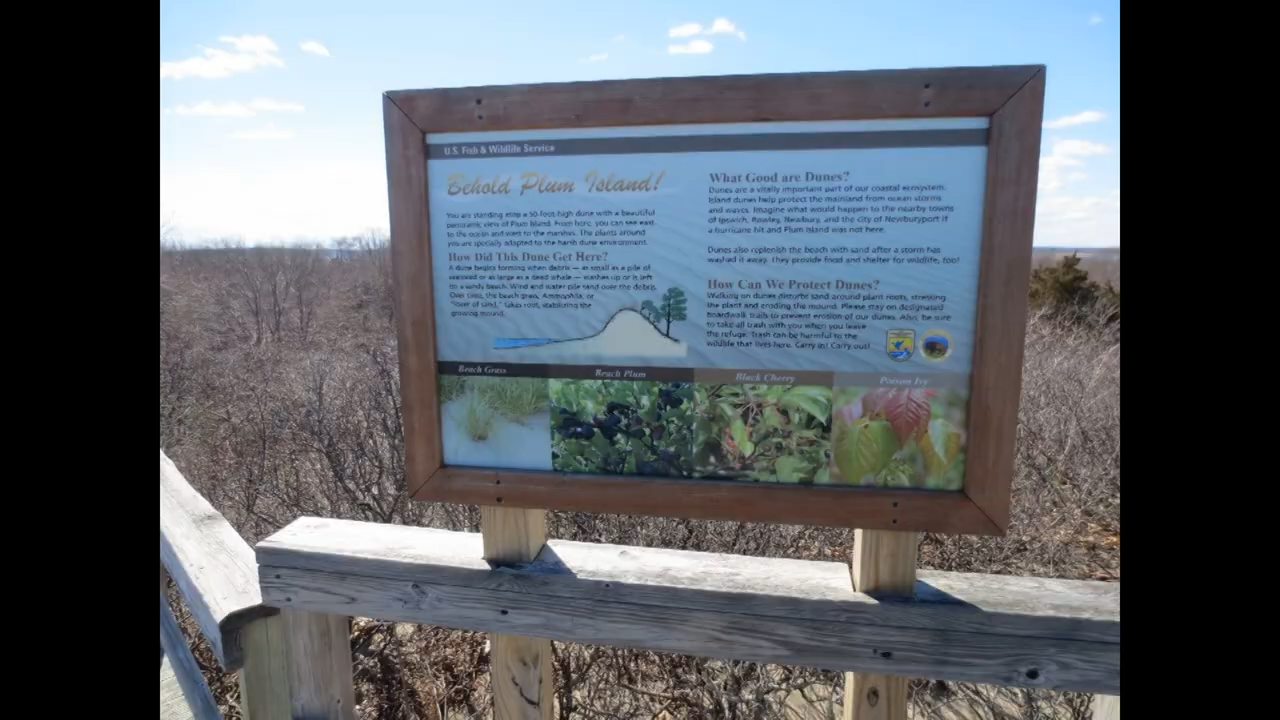 U.S. Fish & Wildlife Service
Behold Plum Island!
You are standing atop a 50-foot-high dune with a beautiful
panoramic view of Plum Island. From here, you can see east
to the ocean and west to the marshes. The plants around
you are specially adapted to the harsh dune environment.
How Did This Dune Get Here?
A dune begins forming when debris — as small as a pile of
seaweed or as large as a dead whale — washes up or is left
on a sandy beach. Wind and water pile sand over the debris.
Over time, the beach grass, Ammophila, or
"lover of sand," takes root, stabilizing the
growing mound.
What Good are Dunes?
Dunes are a vitally important part of our coastal ecosystem.
Island dunes help protect the mainland from ocean storms
and waves. Imagine what would happen to the nearby towns
of Ipswich, Rowley, Newbury, and the city of Newburyport if
a hurricane hit and Plum Island was not here.
Dunes also replenish the beach with sand after a storm has
washed it away. They provide food and shelter for wildlife, too!
How Can We Protect Dunes?
Walking on dunes disturbs sand around plant roots, stressing
the plant and eroding the mound. Please stay on designated
boardwalk trails to prevent erosion of our dunes. Also, be sure
to take all trash with you when you leave
the refuge. Trash can be harmful to the
wildlife that lives here. Carry in! Carry out!
Beach Grass
Beach Plum
Black Cherry
Poison Ivy